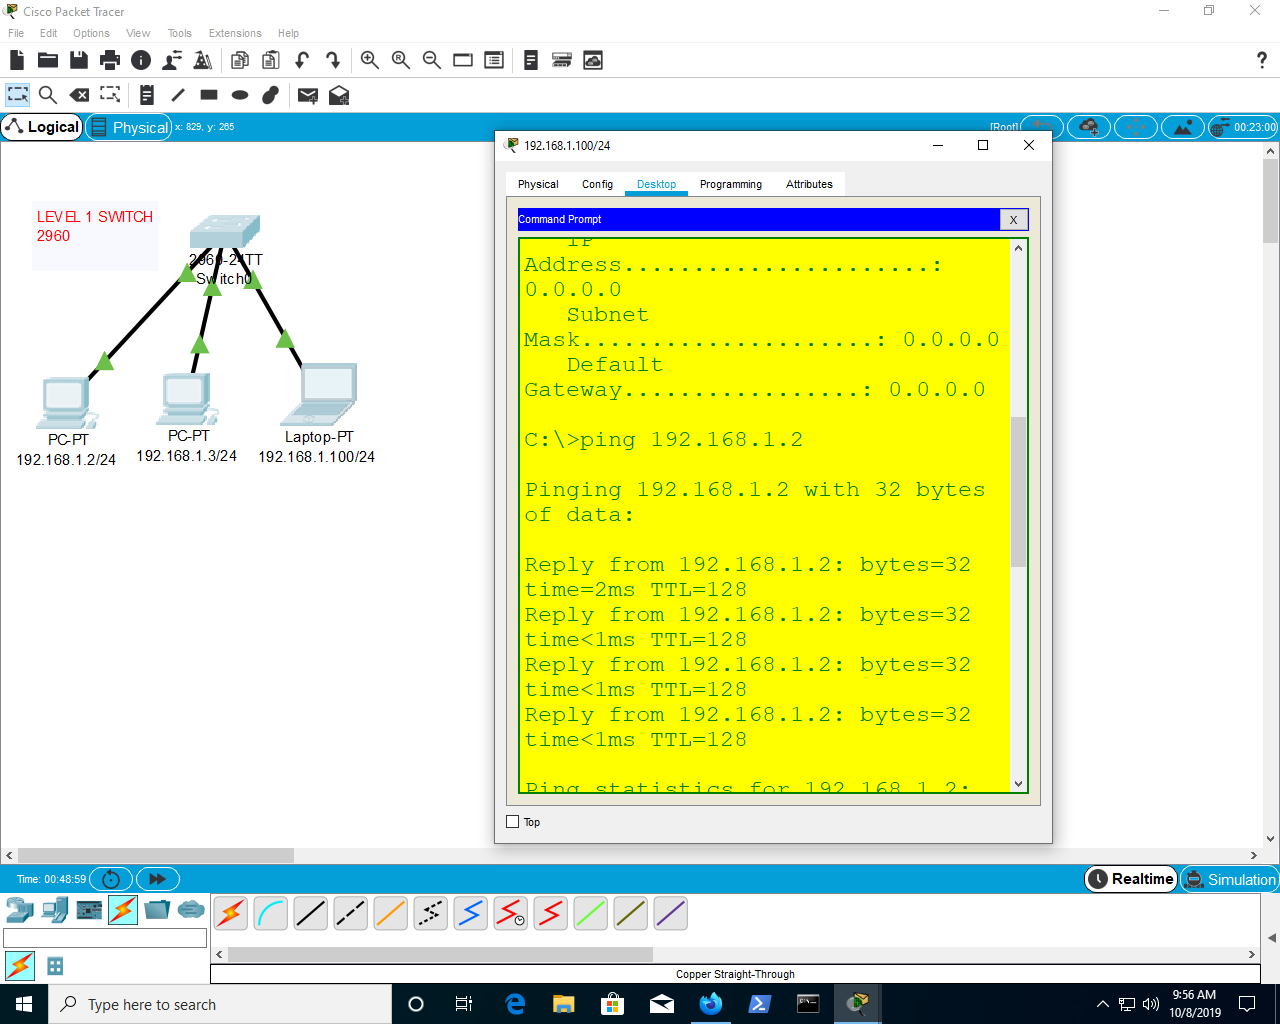 Cisco Packet Tracer
File Edit Options View Tools Extensions Help
Logical Physical x: 829, y: 265 [Root] 00:23:00
LEVEL 1 SWITCH
2960
2960-24TT
Switch0
PC-PT
192.168.1.2/24
PC-PT
192.168.1.3/24
Laptop-PT
192.168.1.100/24
192.168.1.100/24
Physical Config Desktop Programming Attributes
Command Prompt X
IP
Address......................:
0.0.0.0
Subnet
Mask.....................: 0.0.0.0
Default
Gateway.................: 0.0.0.0
C:\>ping 192.168.1.2
Pinging 192.168.1.2 with 32 bytes
of data:
Reply from 192.168.1.2: bytes=32
time=2ms TTL=128
Reply from 192.168.1.2: bytes=32
time<1ms TTL=128
Reply from 192.168.1.2: bytes=32
time<1ms TTL=128
Reply from 192.168.1.2: bytes=32
time<1ms TTL=128
Ping statistics for 192.168.1.2:
Top
Time: 00:48:59 Realtime Simulation
Copper Straight-Through
Type here to search
9:56 AM
10/8/2019